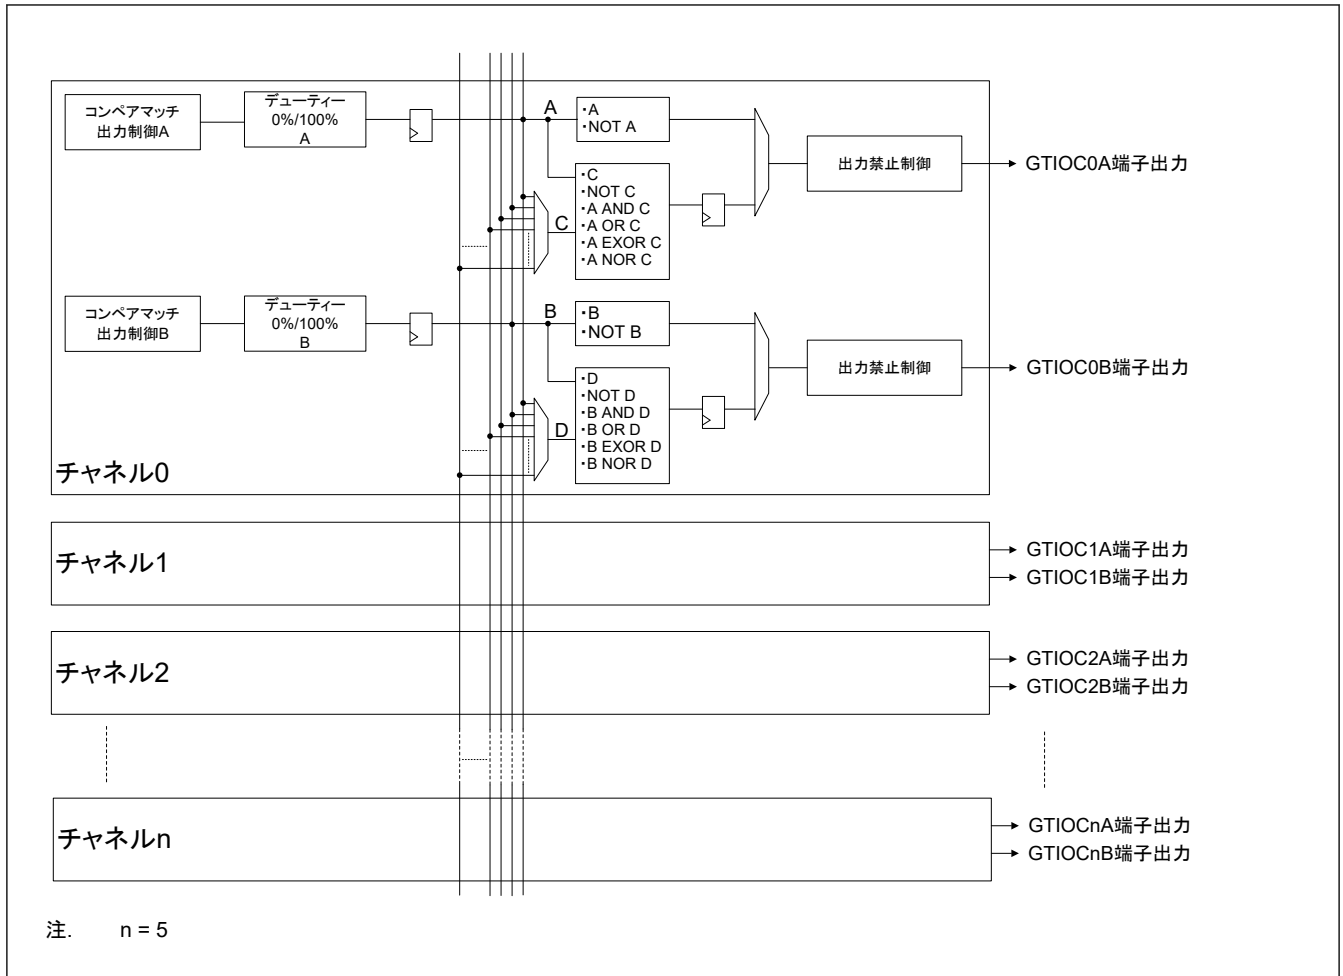 コンペアマッチ
出力制御A
デューティー
0%/100%
A
A
・A
・NOT A
・C
・NOT C
・A AND C
・A OR C
・A EXOR C
・A NOR C
C
出力禁止制御
GTIOC0A端子出力
コンペアマッチ
出力制御B
デューティー
0%/100%
B
B
・B
・NOT B
・D
・NOT D
・B AND D
・B OR D
・B EXOR D
・B NOR D
D
出力禁止制御
GTIOC0B端子出力
チャネル0
チャネル1
GTIOC1A端子出力
GTIOC1B端子出力
チャネル2
GTIOC2A端子出力
GTIOC2B端子出力
チャネルn
GTIOCnA端子出力
GTIOCnB端子出力
注. n = 5